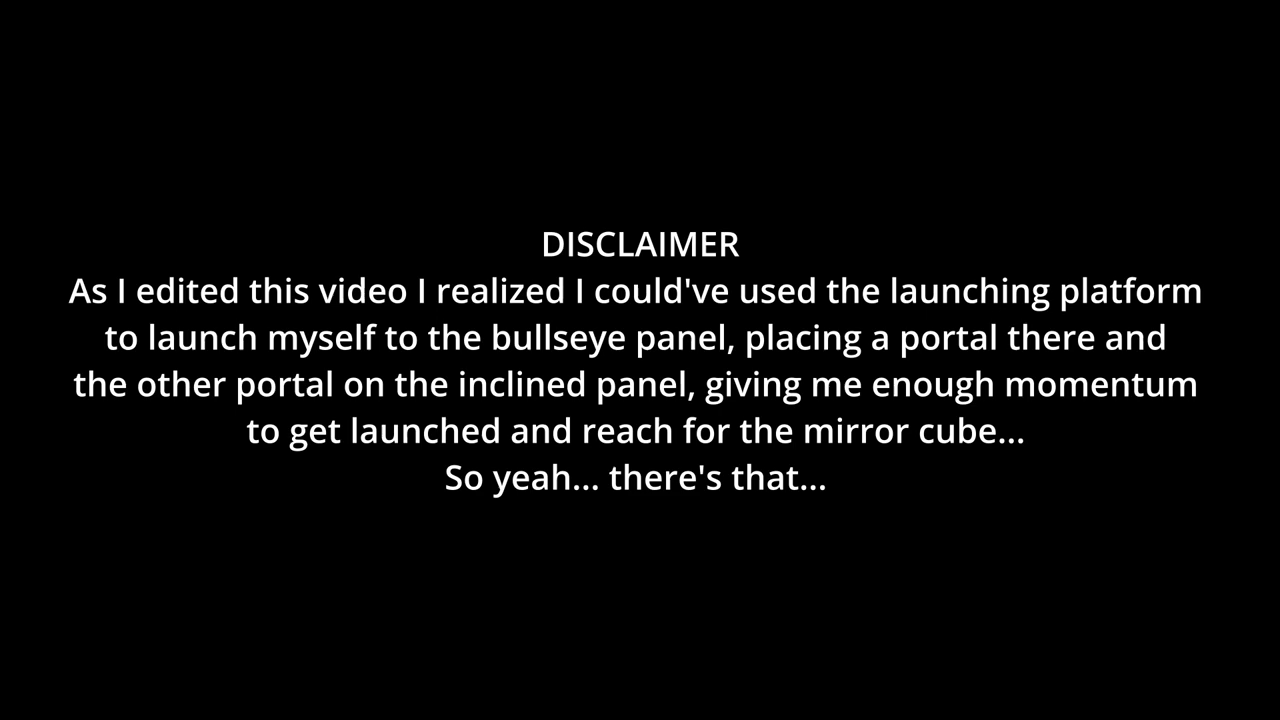 DISCLAIMER
As I edited this video I realized I could've used the launching platform
to launch myself to the bullseye panel, placing a portal there and
the other portal on the inclined panel, giving me enough momentum
to get launched and reach for the mirror cube...
So yeah... there's that...